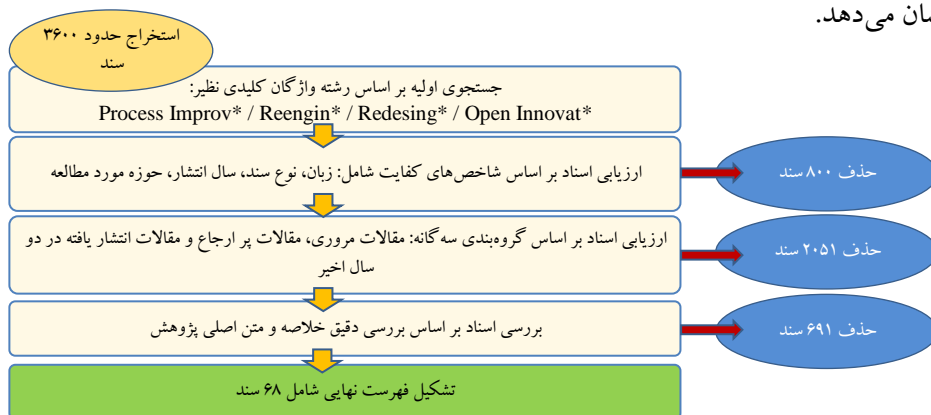 می‌دهد.
استخراج حدود ۳۶۰۰
سند
جستجوی اولیه بر اساس رشته واژگان کلیدی نظیر:
Process Improv* / Reengin* / Redesing* / Open Innovat*
ارزیابی اسناد بر اساس شاخص‌های کفایت شامل: زبان، نوع سند، سال انتشار، حوزه مورد مطالعه
حذف ۸۰۰ سند
ارزیابی اسناد بر اساس گروه‌بندی سه گانه: مقالات مروری، مقالات پر ارجاع و مقالات انتشار یافته در دو
سال اخیر
حذف ۲۰۵۱ سند
بررسی اسناد بر اساس بررسی دقیق خلاصه و متن اصلی پژوهش
حذف ۶۹۱ سند
تشکیل فهرست نهایی شامل ۶۸ سند